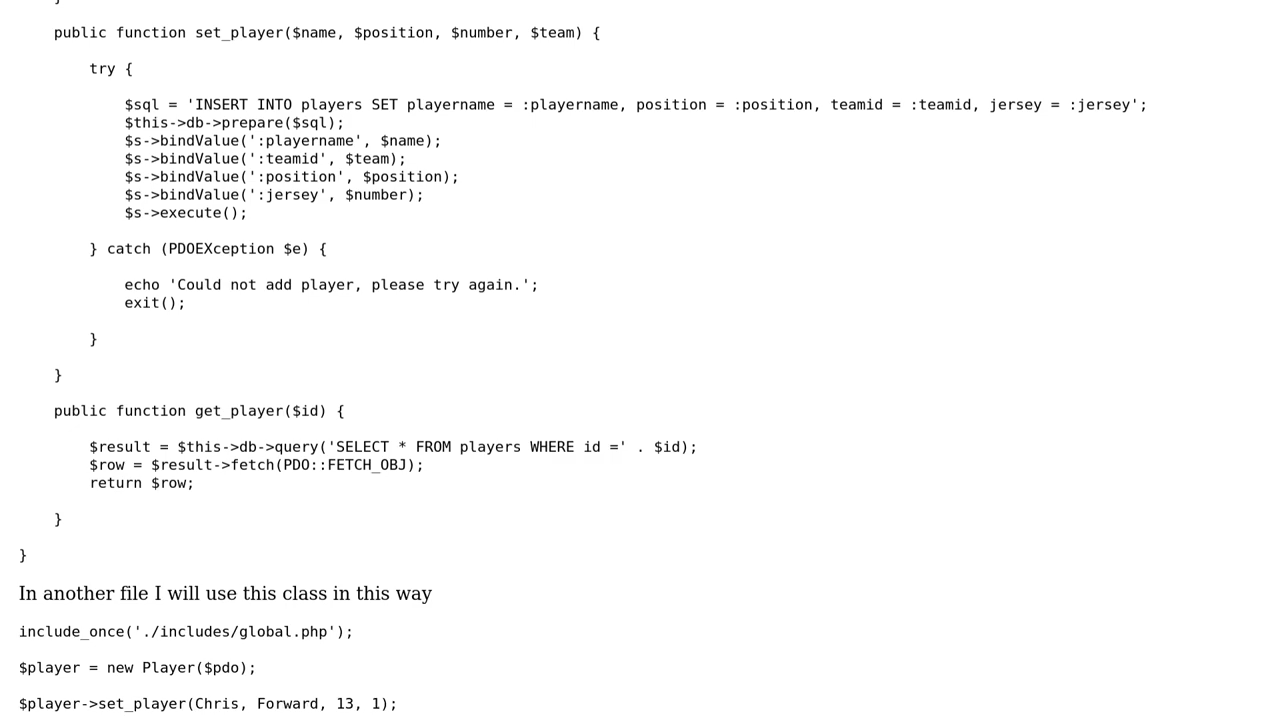 }
public function set_player($name, $position, $number, $team) {
try {
$sql = 'INSERT INTO players SET playername = :playername, position = :position, teamid = :teamid, jersey = :jersey';
$this->db->prepare($sql);
$s->bindValue(':playername', $name);
$s->bindValue(':teamid', $team);
$s->bindValue(':position', $position);
$s->bindValue(':jersey', $number);
$s->execute();
} catch (PDOEXception $e) {
echo 'Could not add player, please try again.';
exit();
}
}
public function get_player($id) {
$result = $this->db->query('SELECT * FROM players WHERE id =' . $id);
$row = $result->fetch(PDO::FETCH_OBJ);
return $row;
}
}
In another file I will use this class in this way
include_once('./includes/global.php');
$player = new Player($pdo);
$player->set_player(Chris, Forward, 13, 1);